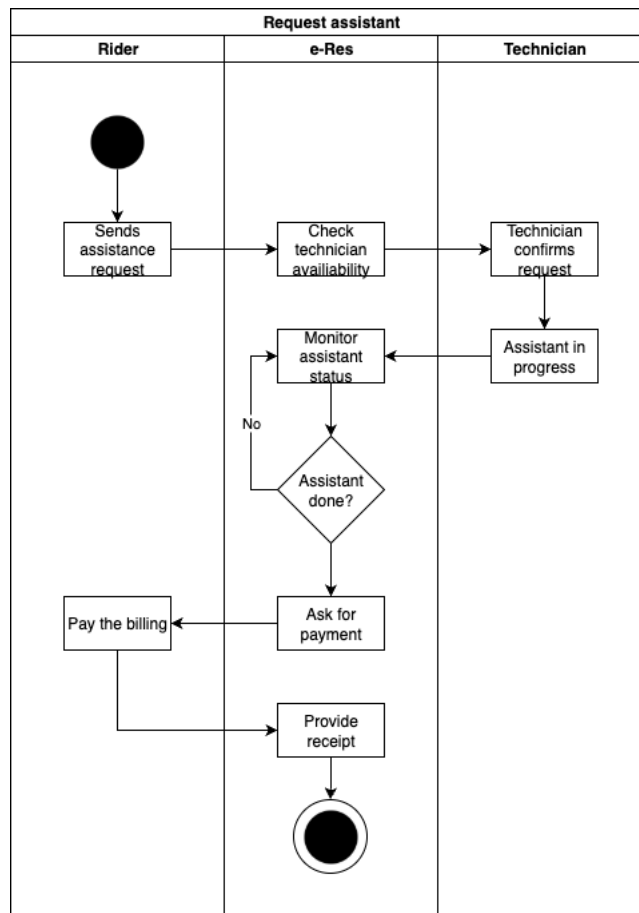 Request assistant
Rider
e-Res
Technician
Sends
assistance
request
Check
technician
availiability
Technician
confirms
request
Monitor
assistant
status
Assistant in
progress
No
Assistant
done?
Pay the billing
Ask for
payment
Provide
receipt